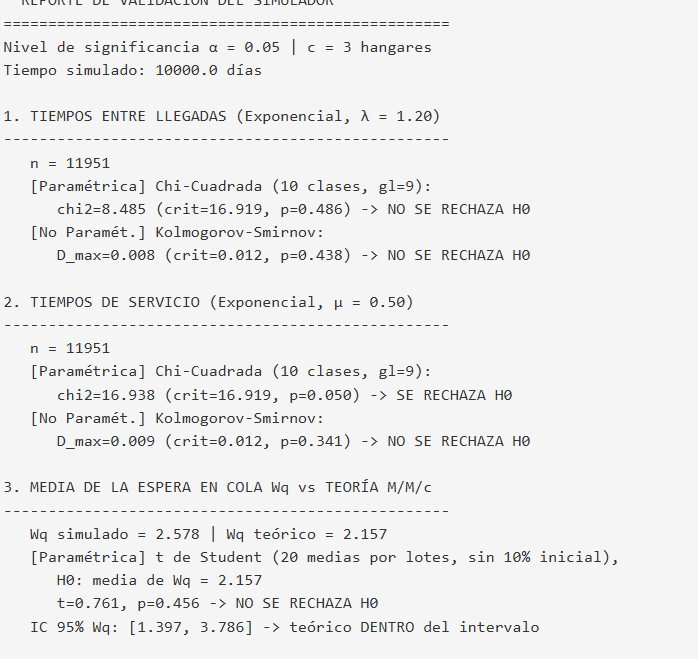 REPORTE DE VALIDACIÓN DEL SIMULADOR
==================================================
Nivel de significancia α = 0.05 | c = 3 hangares
Tiempo simulado: 10000.0 días
1. TIEMPOS ENTRE LLEGADAS (Exponencial, λ = 1.20)
--------------------------------------------------
n = 11951
[Paramétrica] Chi-Cuadrada (10 clases, gl=9):
chi2=8.485 (crit=16.919, p=0.486) -> NO SE RECHAZA H0
[No Paramét.] Kolmogorov-Smirnov:
D_max=0.008 (crit=0.012, p=0.438) -> NO SE RECHAZA H0
2. TIEMPOS DE SERVICIO (Exponencial, μ = 0.50)
--------------------------------------------------
n = 11951
[Paramétrica] Chi-Cuadrada (10 clases, gl=9):
chi2=16.938 (crit=16.919, p=0.050) -> SE RECHAZA H0
[No Paramét.] Kolmogorov-Smirnov:
D_max=0.009 (crit=0.012, p=0.341) -> NO SE RECHAZA H0
3. MEDIA DE LA ESPERA EN COLA Wq vs TEORÍA M/M/c
--------------------------------------------------
Wq simulado = 2.578 | Wq teórico = 2.157
[Paramétrica] t de Student (20 medias por lotes, sin 10% inicial),
H0: media de Wq = 2.157
t=0.761, p=0.456 -> NO SE RECHAZA H0
IC 95% Wq: [1.397, 3.786] -> teórico DENTRO del intervalo